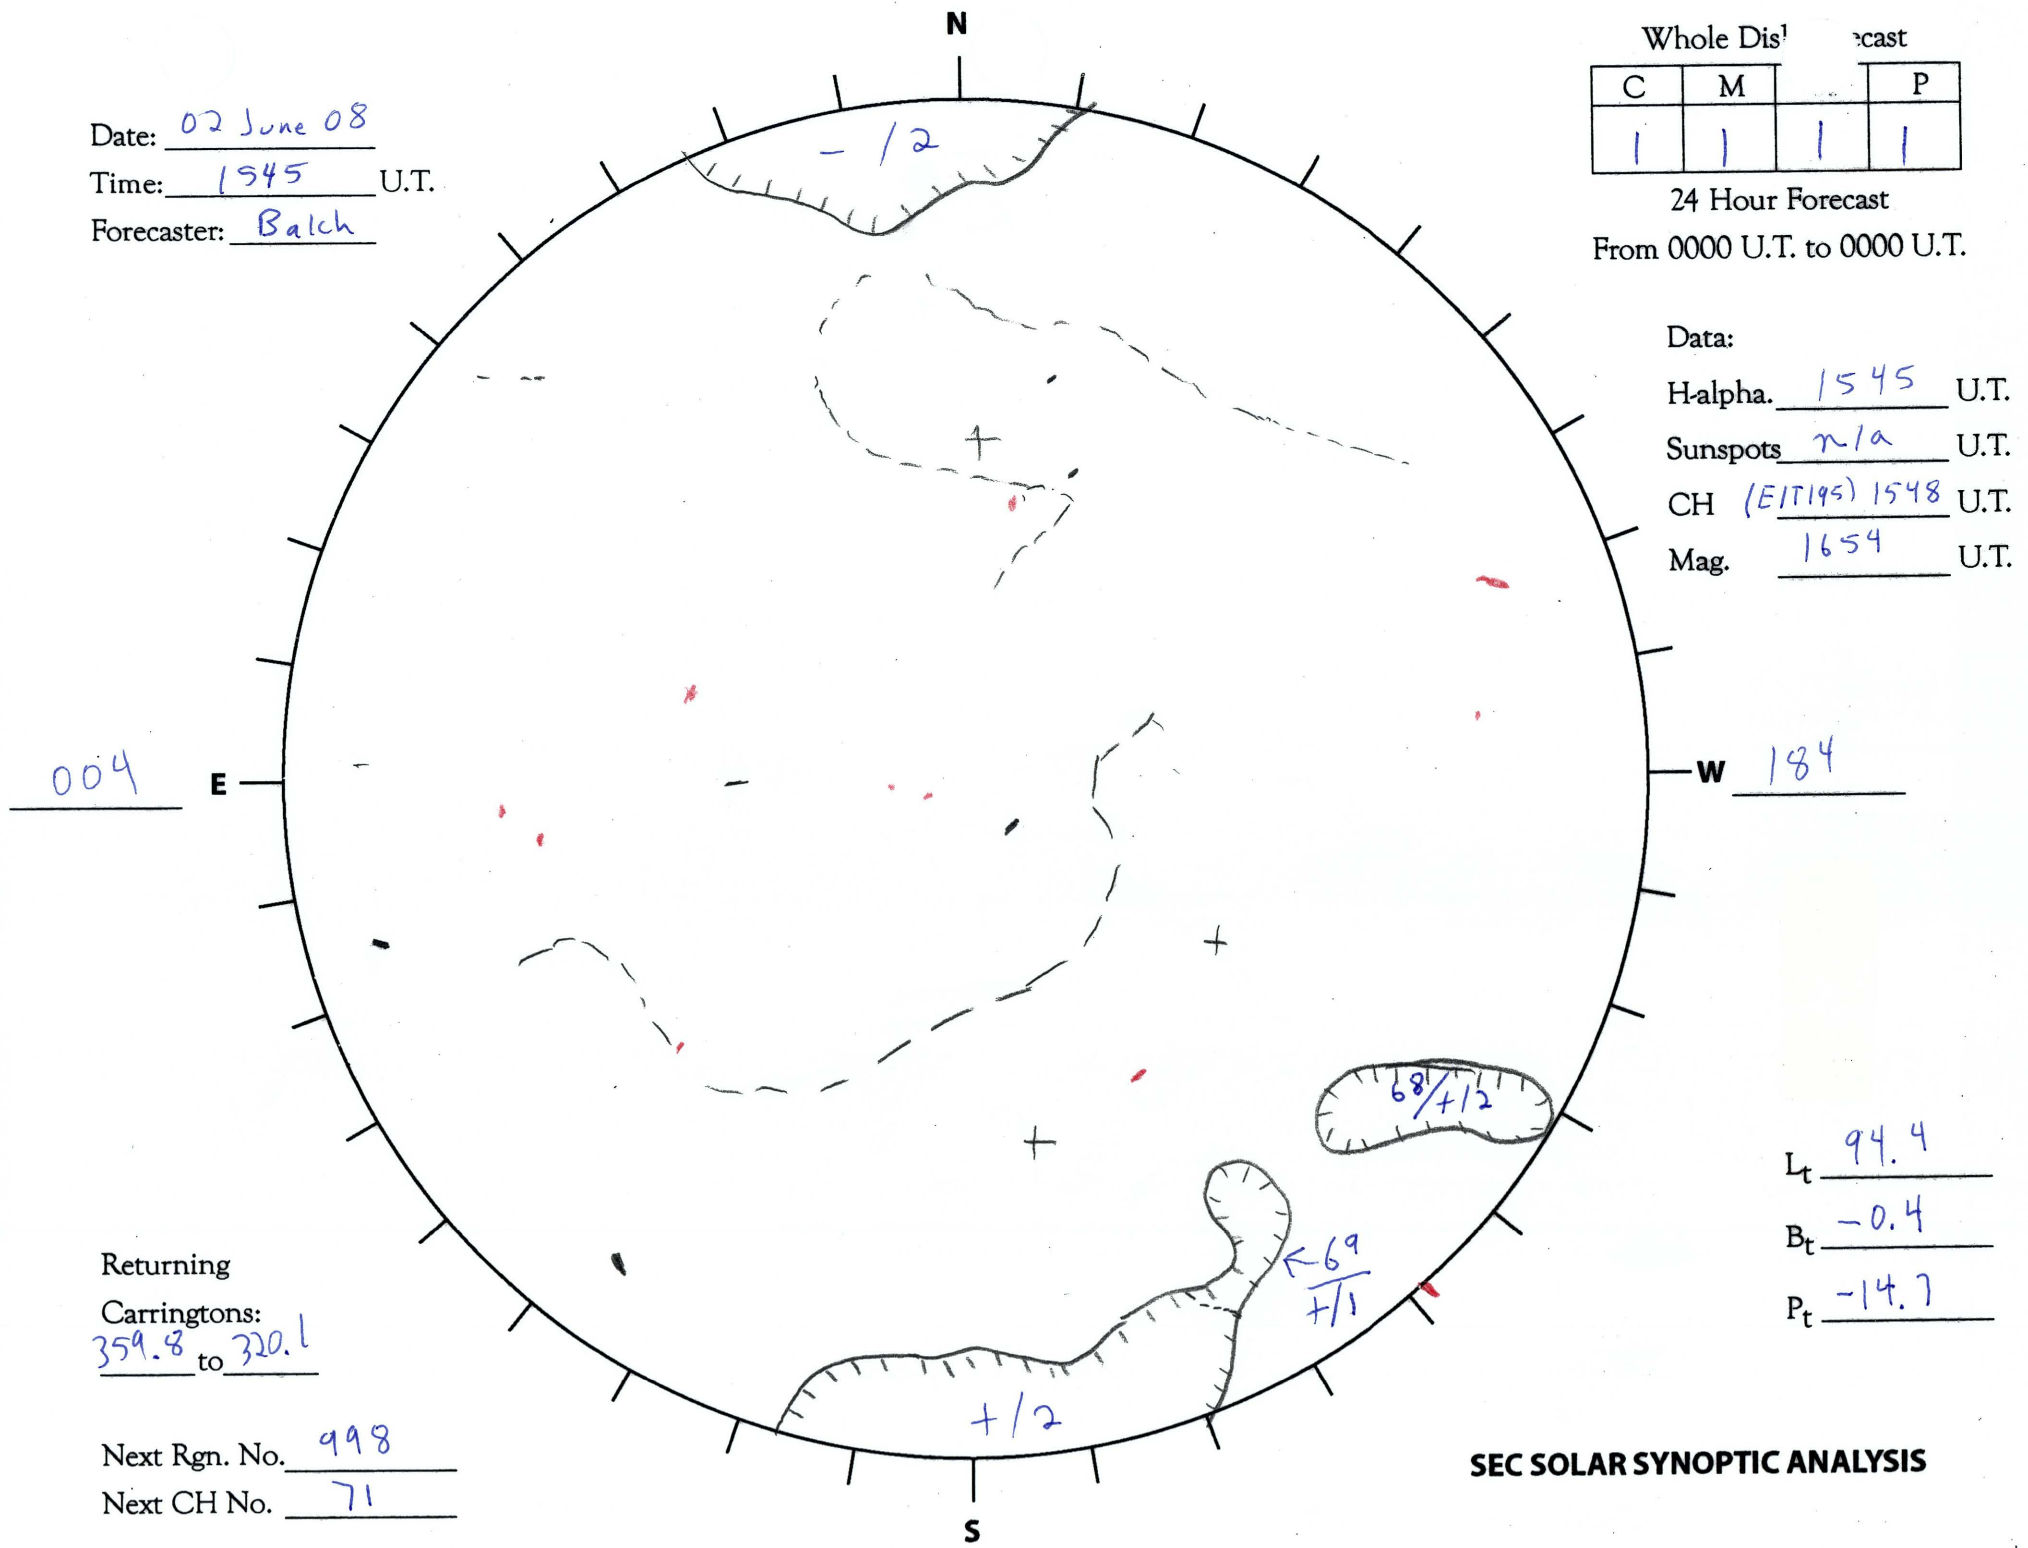 N
Date: 02 June 08
Time: 1545 U.T.
Forecaster: Balch
Whole
C M P
1 1 1 1
24 Hour Forecast
From 0000 U.T. to 0000 U.T.
- / 2
Data:
H-alpha. 1545 U.T.
Sunspots n/a U.T.
CH (EIT195) 1548 U.T.
Mag. 1654 U.T.
004 E
W 184
68/+/2
←69
+/1
+/2
Lt 94.4
Bt -0.4
Pt -14.7
Returning
Carringtons:
359.8 to 320.1
Next Rgn. No. 998
Next CH No. 71
SEC SOLAR SYNOPTIC ANALYSIS
S